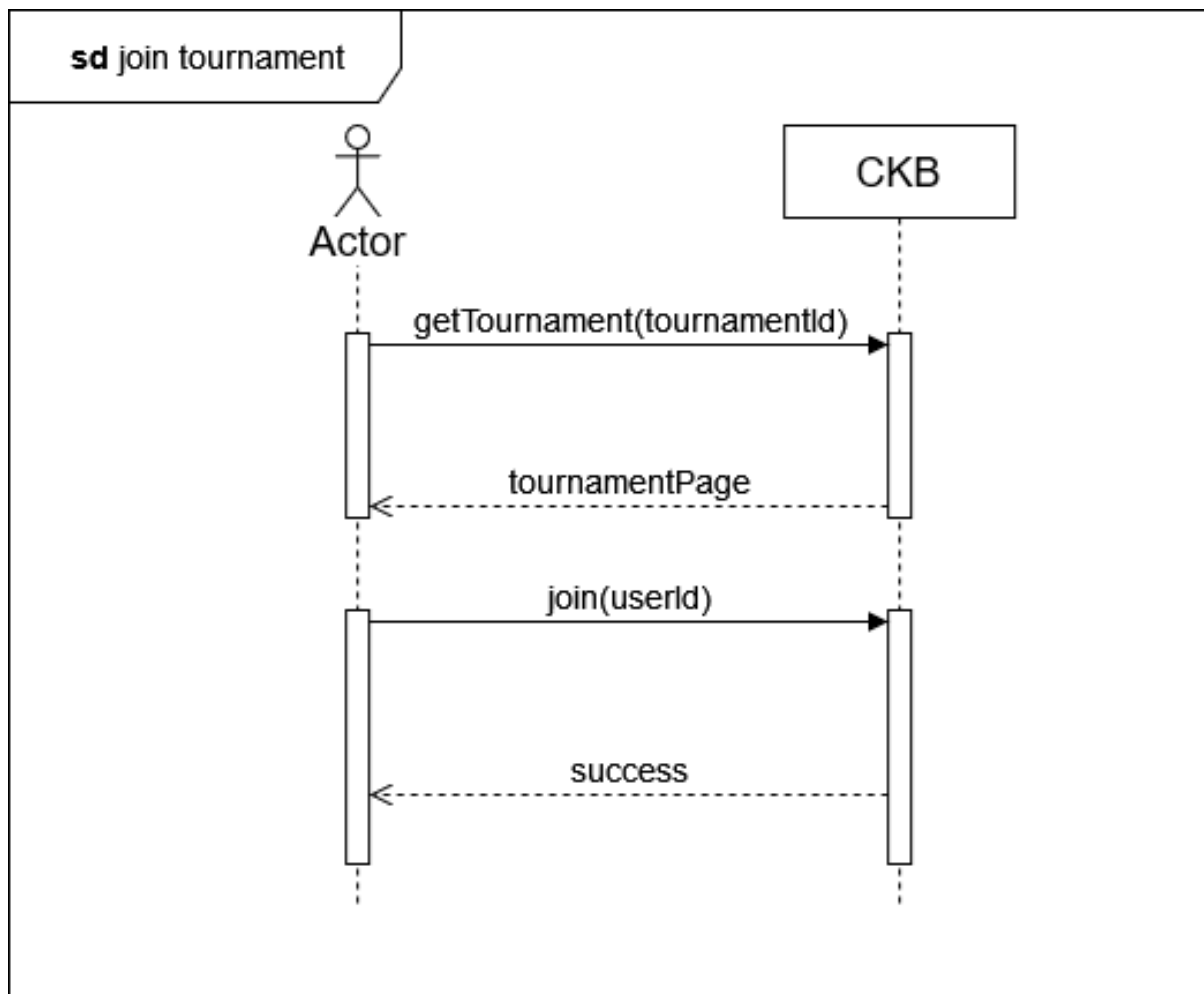 sd join tournament
CKB
Actor
getTournament(tournamentId)
tournamentPage
join(userId)
success